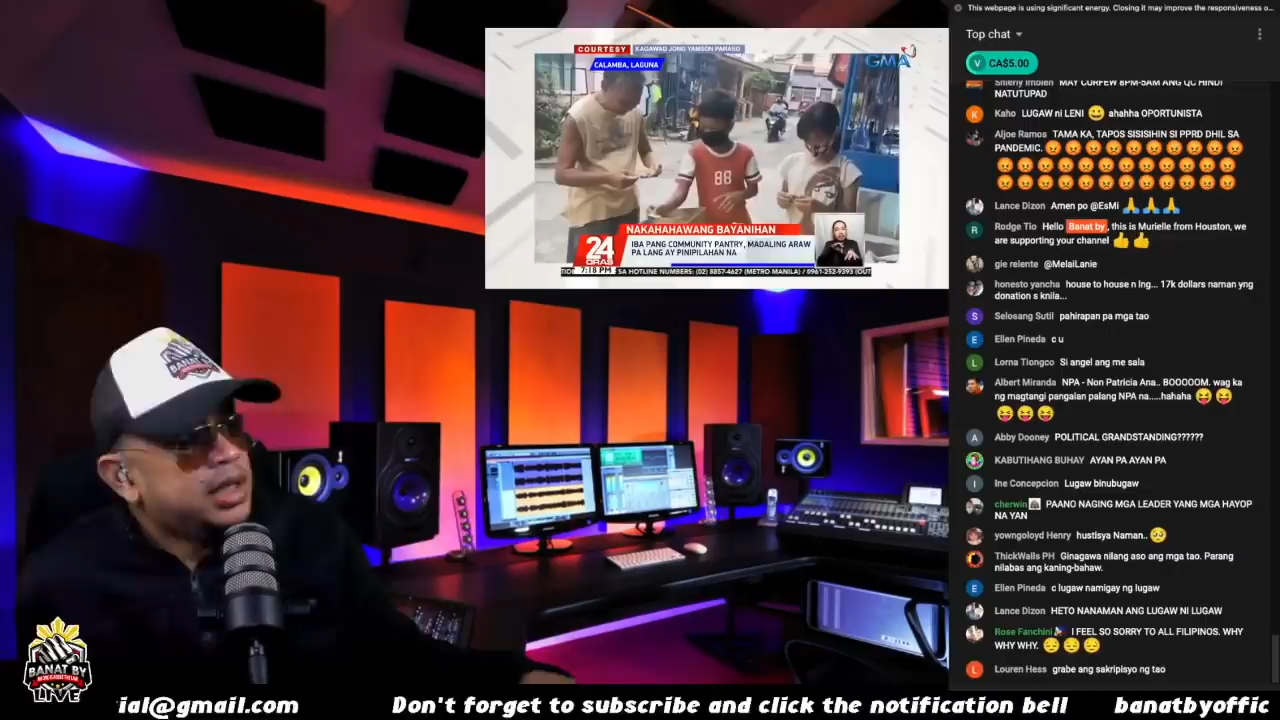 This webpage is using significant energy. Closing it may improve the responsiveness o...
Top chat
V CA$5.00
MAY CURFEW 8PM-5AM ANG QC HINDI
NATUTUPAD
Kaho LUGAW ni LENI 😀 ahahha OPORTUNISTA
Aljoe Ramos TAMA KA, TAPOS SISISIHIN SI PPRD DHIL SA
PANDEMIC. 😡😡😡😡😡😡😡😡😡😡
😡😡😡😡😡😡😡😡😡😡😡😡
😡😡😡😡😡😡😡😡😡😡😡😡
Lance Dizon Amen po @EsMi 🙏🙏🙏
Rodge Tio Hello Banat by, this is Murielle from Houston, we
are supporting your channel 👍👍
gie relente @MelaiLanie
honesto yancha house to house n lng... 17k dollars naman yng
donation s knila...
Selosang Sutil pahirapan pa mga tao
Ellen Pineda c u
Lorna Tiongco Si angel ang me sala
Albert Miranda NPA - Non Patricia Ana.. BOOOOOM. wag ka
ng magtangi pangalan palang NPA na.....hahaha 😝😝
😝😝😝
Abby Dooney POLITICAL GRANDSTANDING??????
KABUTIHANG BUHAY AYAN PA AYAN PA
Ine Concepcion Lugaw binubugaw
cherwin PAANO NAGING MGA LEADER YANG MGA HAYOP
NA YAN
yowngoloyd Henry hustisya Naman.. 🥺
ThickWalls PH Ginagawa nilang aso ang mga tao. Parang
nilabas ang kaning-bahaw.
Ellen Pineda c lugaw namigay ng lugaw
Lance Dizon HETO NANAMAN ANG LUGAW NI LUGAW
Rose Fanchini I FEEL SO SORRY TO ALL FILIPINOS. WHY
WHY WHY. 😔😔😔
Louren Hess grabe ang sakripisyo ng tao
COURTESY KAGAWAD JONG YAMSON PARAEO
CALAMBA, LAGUNA
GMA
88
NAKAHAHAWANG BAYANIHAN
24 ORAS
IBA PANG COMMUNITY PANTRY, MADALING ARAW
PA LANG AY PINIPILAHAN NA
7:18 PM SA HOTLINE NUMBERS: (02) 8857-4627 (METRO MANILA) / 0961-252-9393 (OUT
BANAT BY
LIVE
ial@gmail.com Don't forget to subscribe and click the notification bell banatbyoffic